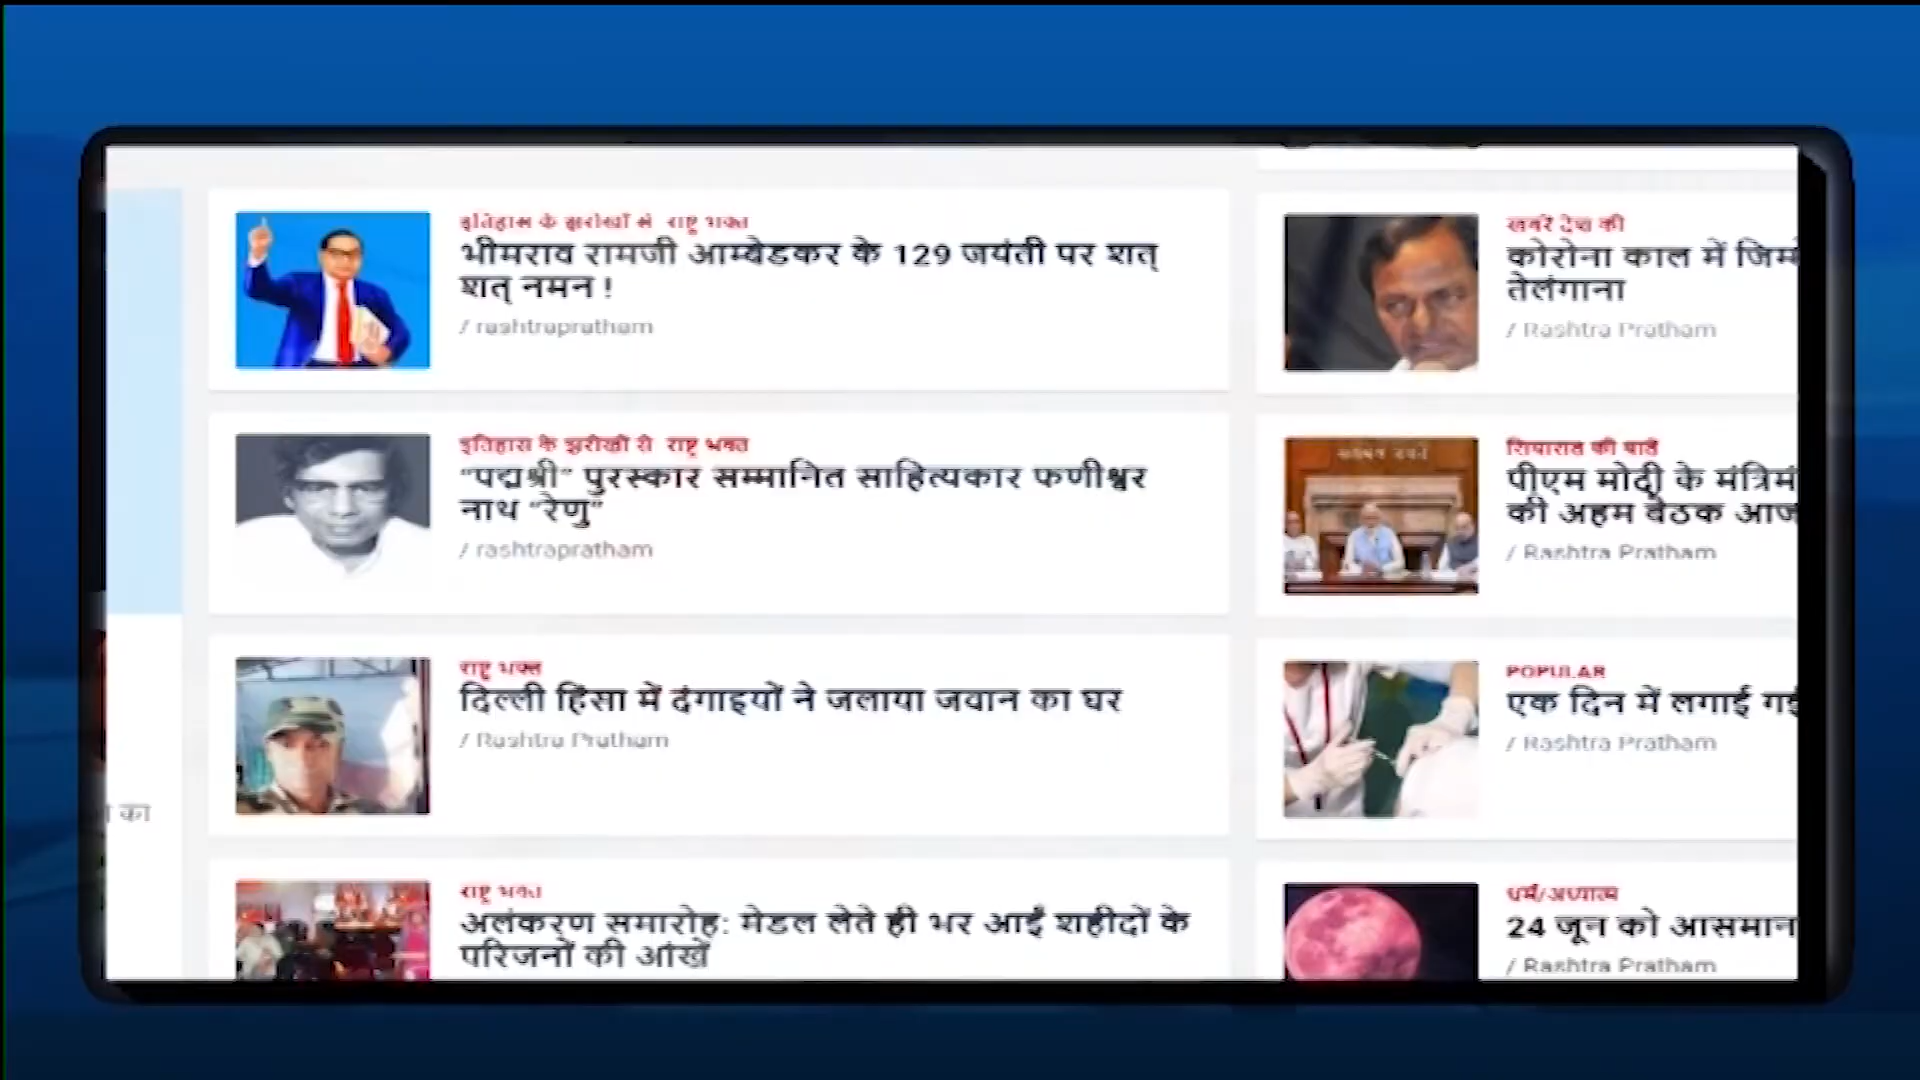 इतिहास के झरोखों से राष्ट्र भक्त
भीमराव रामजी आम्बेडकर के 129 जयंती पर शत्
शत् नमन !
/ rashtrapratham
इतिहास के झरोखों से राष्ट्र भक्त
“पद्मश्री” पुरस्कार सम्मानित साहित्यकार फणीश्वर
नाथ “रेणु”
/ rashtrapratham
राष्ट्र भक्त
दिल्ली हिंसा में दंगाइयों ने जलाया जवान का घर
/ Rashtra Pratham
राष्ट्र भक्त
अलंकरण समारोह: मेडल लेते ही भर आईं शहीदों के
परिजनों की आंखें
का
खबरें देश की
कोरोना काल में
तेलंगाना
/ Rashtra Pratham
सियासत की बातें
पीएम मोदी के
की अहम बैठक आज
/ Rashtra Pratham
POPULAR
एक दिन में लगाई
/ Rashtra Pratham
धर्म/अध्यात्म
24 जून को आसमान
/ Rashtra Pratham